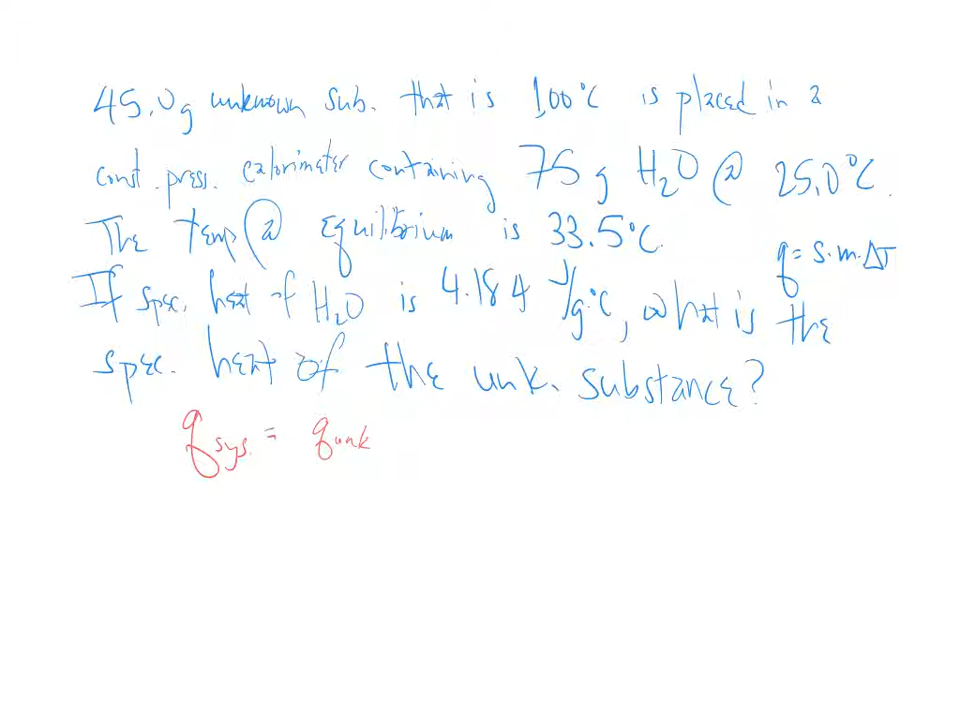 45.0g unknown sub. that is 100°C is placed in a
const. press. calorimeter containing 75 g H₂O @ 25.0°C.
The temp @ equilibrium is 33.5°C.
q = s·m·ΔT
If spec. heat of H₂O is 4.184 J/g·°C, what is the
spec. heat of the unk. substance?
q sys. = q unk